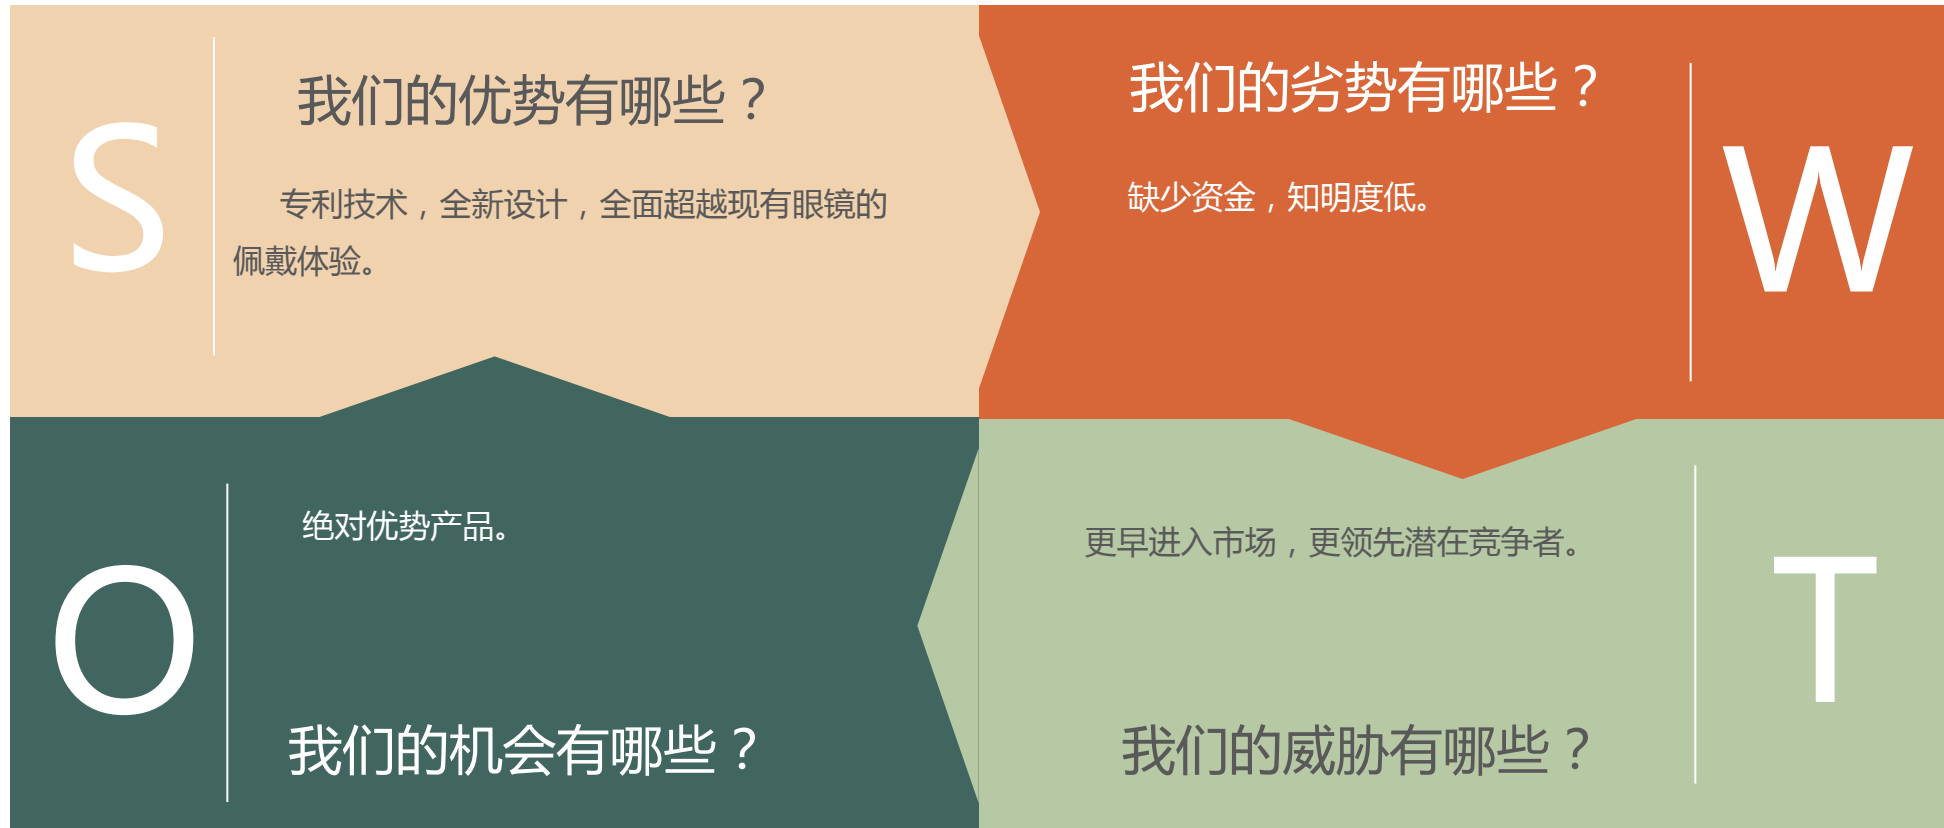 S
我们的优势有哪些？
专利技术，全新设计，全面超越现有眼镜的
佩戴体验。
我们的劣势有哪些？
缺少资金，知明度低。
W
O
绝对优势产品。
我们的机会有哪些？
更早进入市场，更领先潜在竞争者。
我们的威胁有哪些？
T